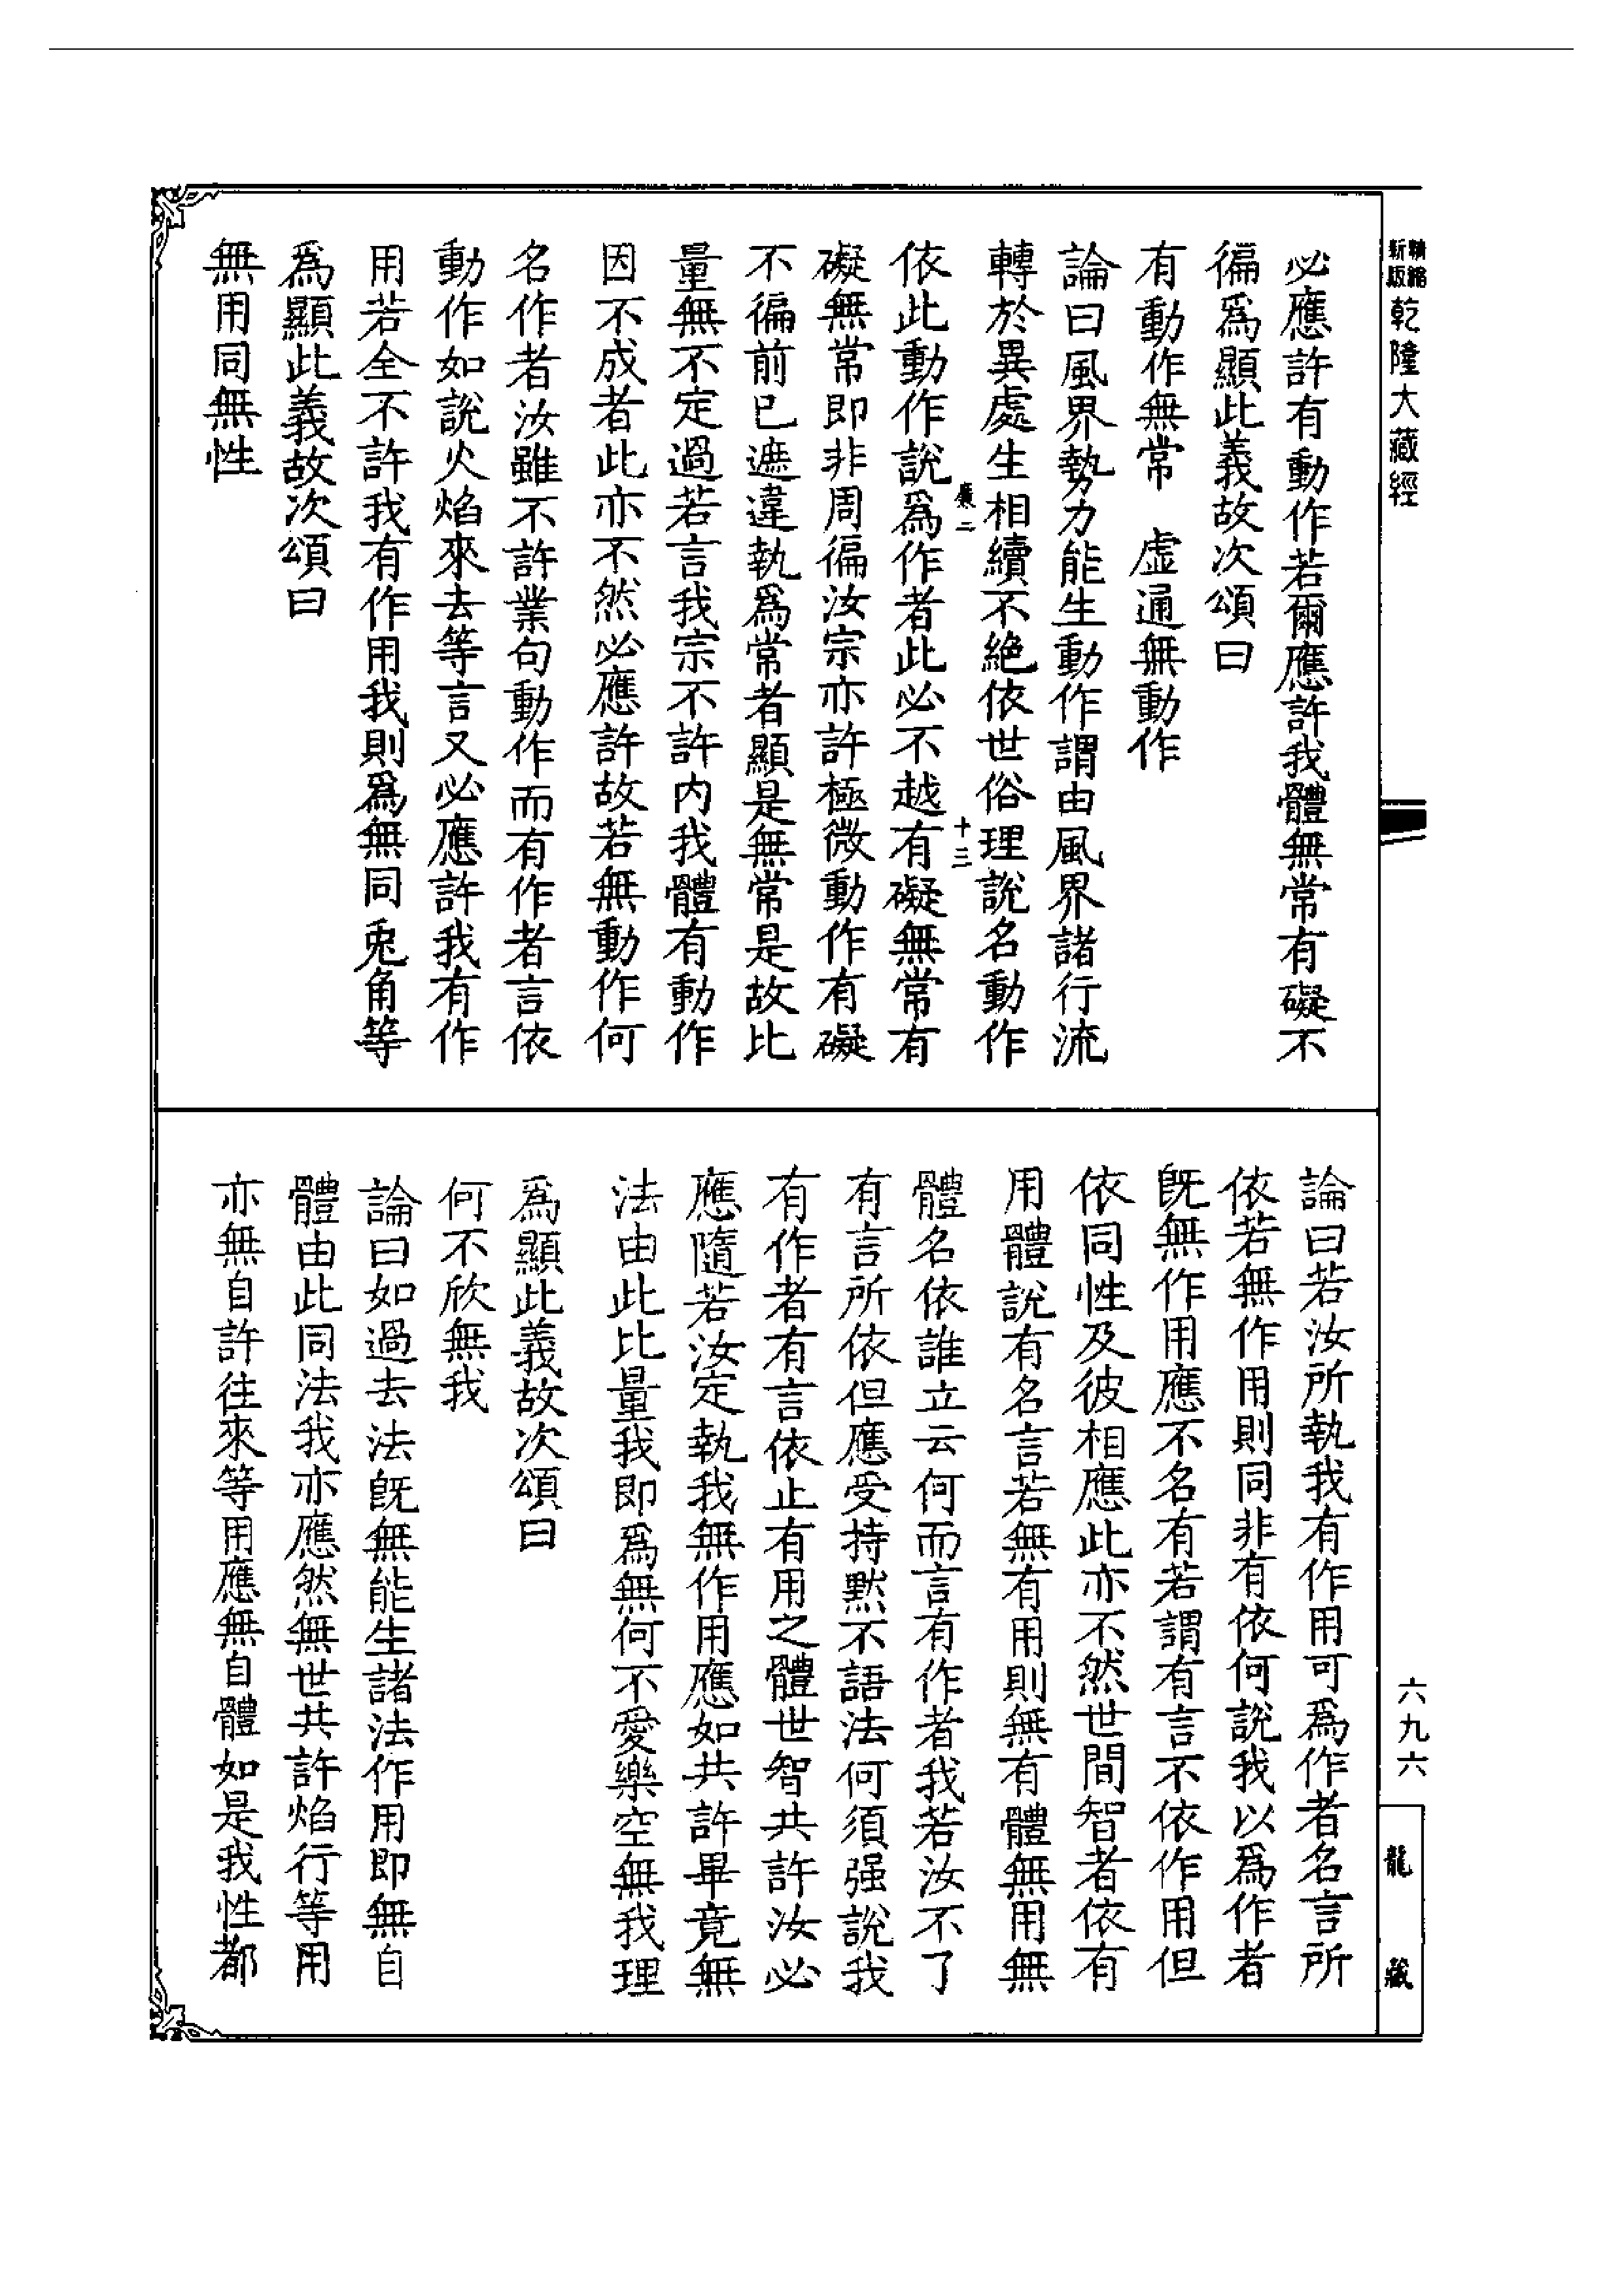 精縮新版
乾隆大藏經
必應許有動作若爾應許我體無常有礙不
徧爲顯此義故次頌曰
有動作無常　虛通無動作
論曰風界勢力能生動作謂由風界諸行流
轉於異處生相續不絶依世俗理說名動作
廉二
十三
依此動作說爲作者此必不越有礙無常有
礙無常即非周徧汝宗亦許極微動作有礙
不徧前已遮違執爲常者顯是無常是故比
量無不定過若言我宗不許内我體有動作
因不成者此亦不然必應許故若無動作何
名作者汝雖不許業句動作而有作者言依
動作如說火焰來去等言又必應許我有作
用若全不許我有作用我則爲無同兎角等
爲顯此義故次頌曰
無用同無性
論曰若汝所執我有作用可爲作者名言所
依若無作用則同非有依何說我以爲作者
旣無作用應不名有若謂有言不依作用但
依同性及彼相應此亦不然世間智者依有
用體說有名言若無有用則無有體無用無
體名依誰立云何而言有作者我若汝不了
有言所依但應受持默不語法何須强說我
有作者有言依止有用之體世智共許汝必
應隨若汝定執我無作用應如共許畢竟無
法由此比量我即爲無何不愛樂空無我理
爲顯此義故次頌曰
何不欣無我
論曰如過去法旣無能生諸法作用即無自
體由此同法我亦應然無世共許焰行等用
亦無自許往來等用應無自體如是我性都
六九六
龍藏